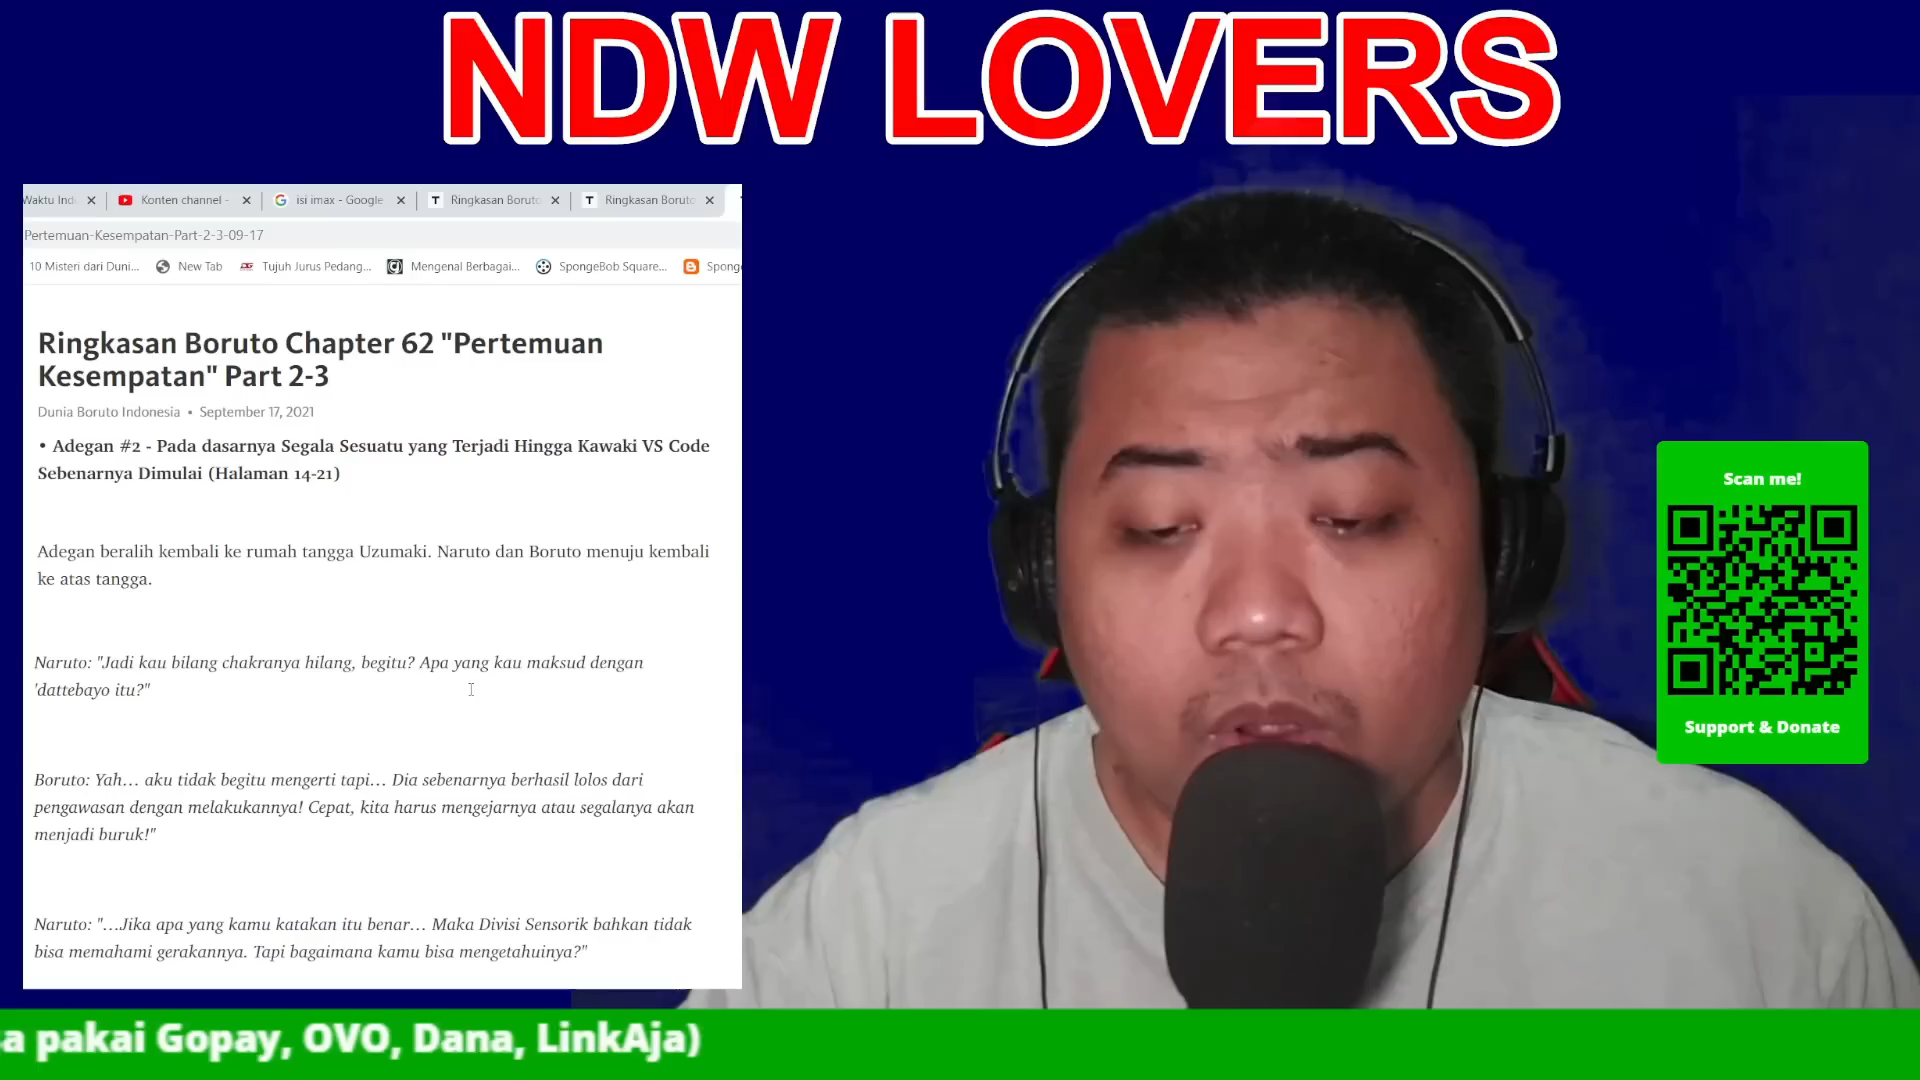 NDW LOVERS
Waktu Ind
Konten channel -
isi imax - Google
Ringkasan Boruto
Ringkasan Boruto
Pertemuan-Kesempatan-Part-2-3-09-17
10 Misteri dari Duni...
New Tab
Tujuh Jurus Pedang...
Mengenal Berbagai...
SpongeBob Square...
Spong
Ringkasan Boruto Chapter 62 "Pertemuan
Kesempatan" Part 2-3
Dunia Boruto Indonesia • September 17, 2021
• Adegan #2 - Pada dasarnya Segala Sesuatu yang Terjadi Hingga Kawaki VS Code
Sebenarnya Dimulai (Halaman 14-21)
Adegan beralih kembali ke rumah tangga Uzumaki. Naruto dan Boruto menuju kembali
ke atas tangga.
Naruto: "Jadi kau bilang chakranya hilang, begitu? Apa yang kau maksud dengan
'dattebayo itu?"
Boruto: Yah... aku tidak begitu mengerti tapi... Dia sebenarnya berhasil lolos dari
pengawasan dengan melakukannya! Cepat, kita harus mengejarnya atau segalanya akan
menjadi buruk!"
Naruto: "...Jika apa yang kamu katakan itu benar... Maka Divisi Sensorik bahkan tidak
bisa memahami gerakannya. Tapi bagaimana kamu bisa mengetahuinya?"
Scan me!
Support & Donate
a pakai Gopay, OVO, Dana, LinkAja)